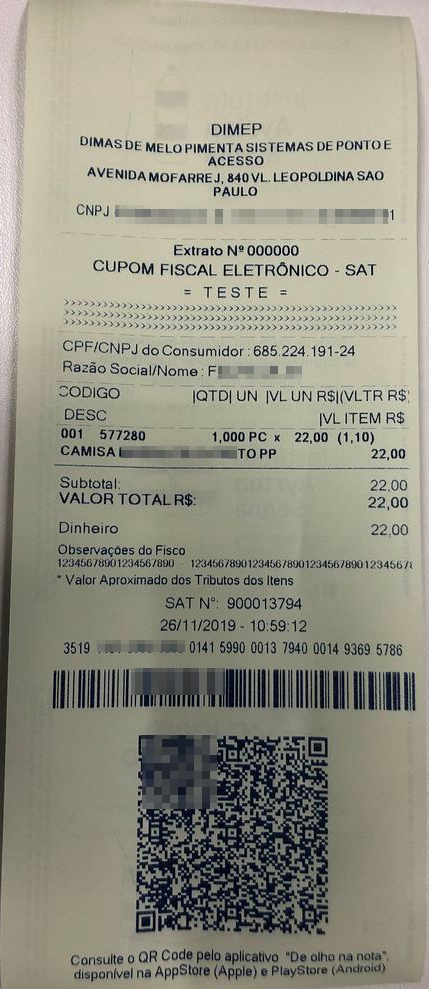 DIMEP
DIMAS DE MELO PIMENTA SISTEMAS DE PONTO E
ACESSO
AVENIDA MOFARREJ, 840 VL. LEOPOLDINA SAO
PAULO
CNPJ
Extrato Nº 000000
CUPOM FISCAL ELETRÔNICO - SAT
= TESTE =
>>>>>>>>>>>>>>>>>>>>>>>>>>>>>>>>>>>>>>>>>>>>>>>>
>>>>>>>>>>>>>>>>>>>>>>>>>>>>>>>>>>>>>>>>>>>>>>>>
>>>>>>>>>>>>>>>>>>>>>>>>>>>>>>>>>>>>>>>>>>>>>>>>
CPF/CNPJ do Consumidor : 685.224.191-24
Razão Social/Nome :
CODIGO |QTD| UN |VL UN R$|(VLTR R$)
DESC |VL ITEM R$
001 577280 1,000 PC x 22,00 (1,10)
CAMISA TO PP 22,00
Subtotal: 22,00
VALOR TOTAL R$: 22,00
Dinheiro 22,00
Observações do Fisco
12345678901234567890 - 1234567890123456789012345678901234567
* Valor Aproximado dos Tributos dos Itens
SAT N°: 900013794
26/11/2019 - 10:59:12
3519 0141 5990 0013 7940 0014 9369 5786
Consulte o QR Code pelo aplicativo "De olho na nota",
disponível na AppStore (Apple) e PlayStore (Android)